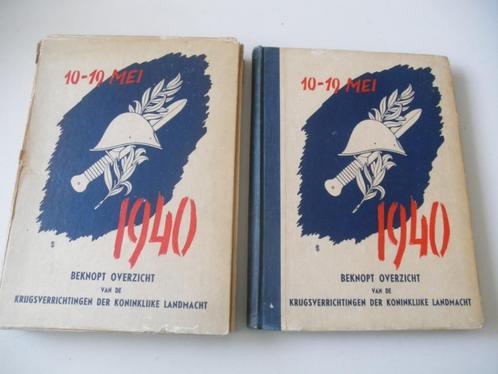 10-19 MEI
1940
BEKNOPT OVERZICHT
VAN DE
KRIJGSVERRICHTINGEN DER KONINKLIJKE LANDMACHT
10-19 MEI
1940
BEKNOPT OVERZICHT
VAN DE
KRIJGSVERRICHTINGEN DER KONINKLIJKE LANDMACHT